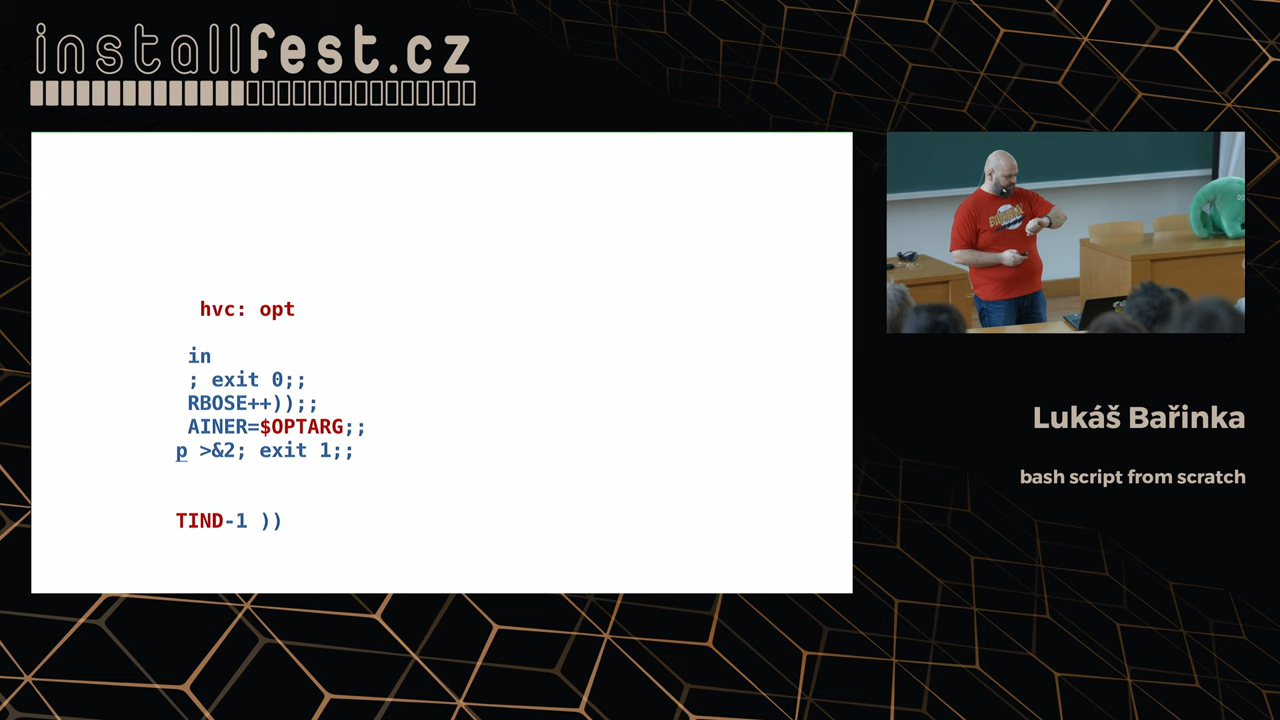 installfest.cz
hvc: opt
in
; exit 0;;
RBOSE++));;
AINER=$OPTARG;;
p >&2; exit 1;;
TIND-1 ))
Lukáš Bařinka
bash script from scratch